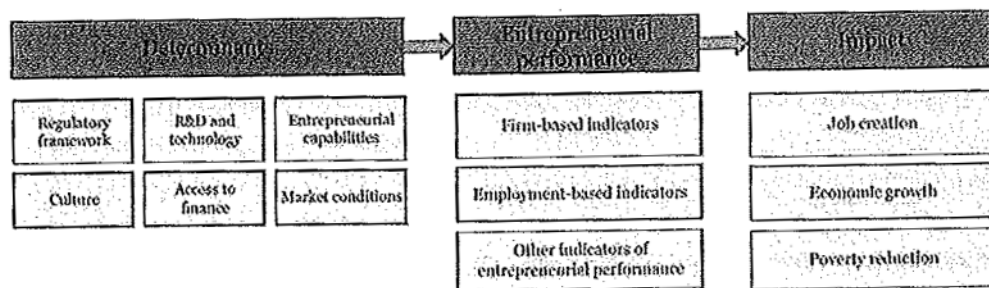 Determinants
Entrepreneurial
performance
Impact
Regulatory
framework
R&D and
technology
Entrepreneurial
capabilities
Culture
Access to
finance
Market conditions
Firm-based indicators
Employment-based indicators
Other indicators of
entrepreneurial performance
Job creation
Economic growth
Poverty reduction